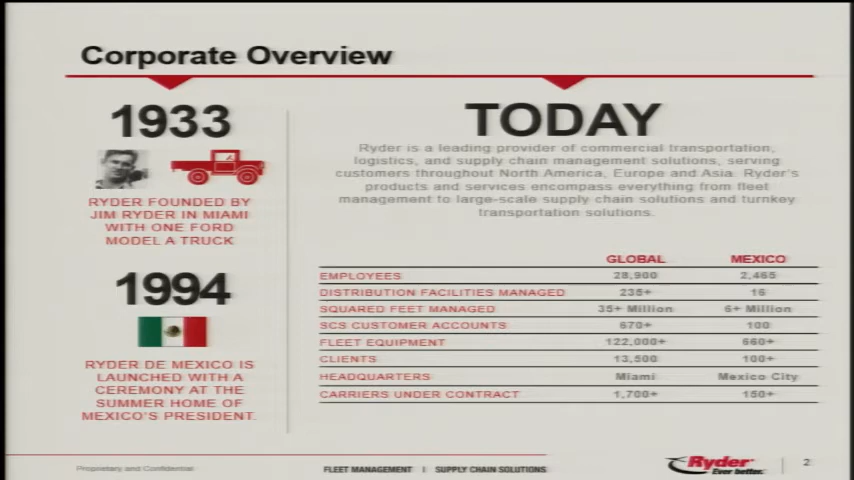 Corporate Overview
1933
RYDER FOUNDED BY
JIM RYDER IN MIAMI
WITH ONE FORD
MODEL A TRUCK
1994
RYDER DE MEXICO IS
LAUNCHED WITH A
CEREMONY AT THE
SUMMER HOME OF
MEXICO'S PRESIDENT.
TODAY
Ryder is a leading provider of commercial transportation,
logistics, and supply chain management solutions, serving
customers throughout North America, Europe and Asia. Ryder's
products and services encompass everything from fleet
management to large-scale supply chain solutions and turnkey
transportation solutions.
GLOBAL MEXICO
EMPLOYEES 28,900 2,465
DISTRIBUTION FACILITIES MANAGED 235+ 16
SQUARED FEET MANAGED 35+ Million 6+ Million
SCS CUSTOMER ACCOUNTS 670+ 100
FLEET EQUIPMENT 122,000+ 660+
CLIENTS 13,500 100+
HEADQUARTERS Miami Mexico City
CARRIERS UNDER CONTRACT 1,700+ 150+
Proprietary and Confidential
FLEET MANAGEMENT | SUPPLY CHAIN SOLUTIONS
Ryder
Ever better.
2